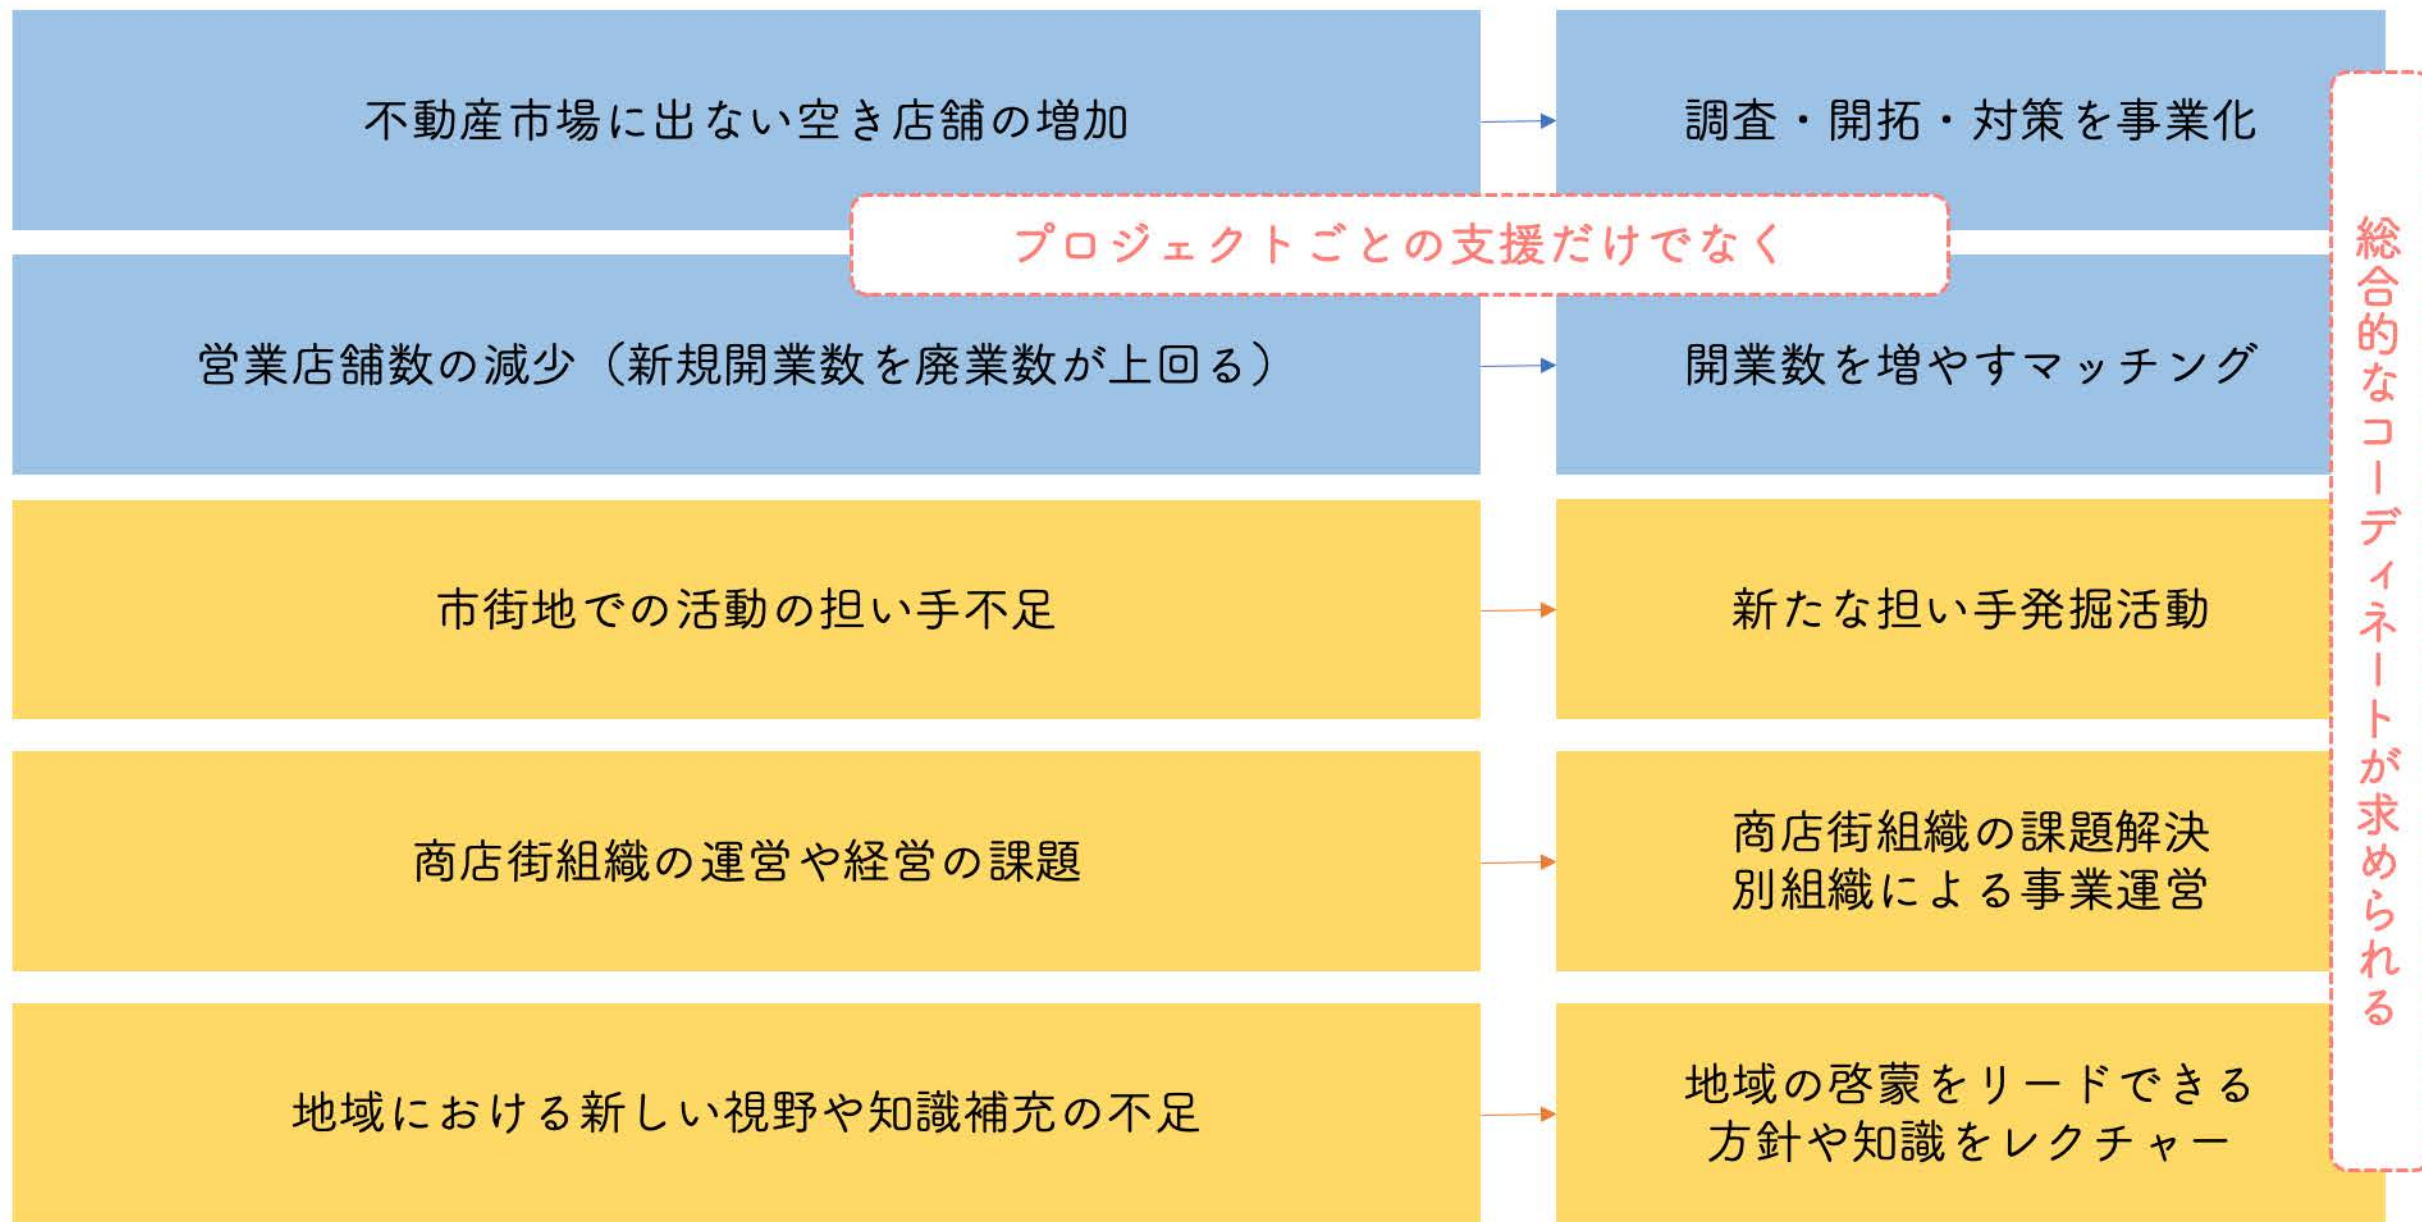 不動産市場に出ない空き店舗の増加
調査・開拓・対策を事業化
プロジェクトごとの支援だけでなく
営業店舗数の減少（新規開業数を廃業数が上回る）
開業数を増やすマッチング
市街地での活動の担い手不足
新たな担い手発掘活動
商店街組織の運営や経営の課題
商店街組織の課題解決
別組織による事業運営
地域における新しい視野や知識補充の不足
地域の啓蒙をリードできる
方針や知識をレクチャー
総合的なコーディネートが求められる